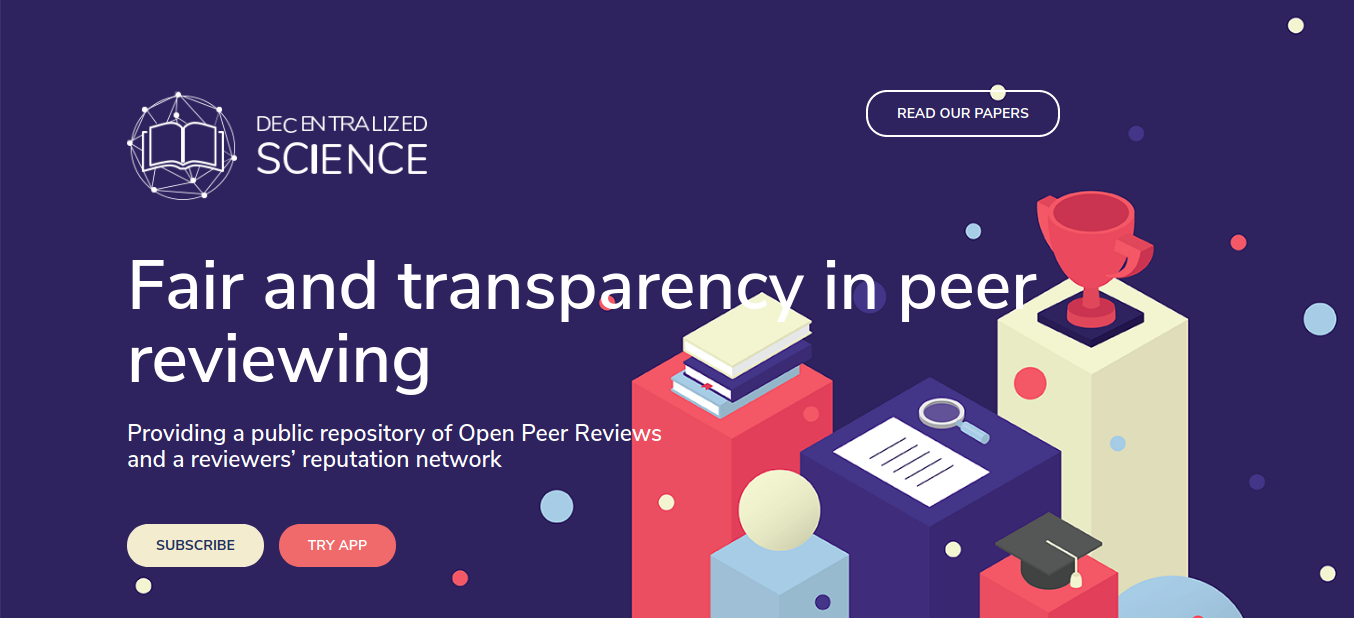 DECENTRALIZED
SCIENCE
READ OUR PAPERS
Fair and transparency in peer
reviewing
Providing a public repository of Open Peer Reviews
and a reviewers’ reputation network
SUBSCRIBE
TRY APP